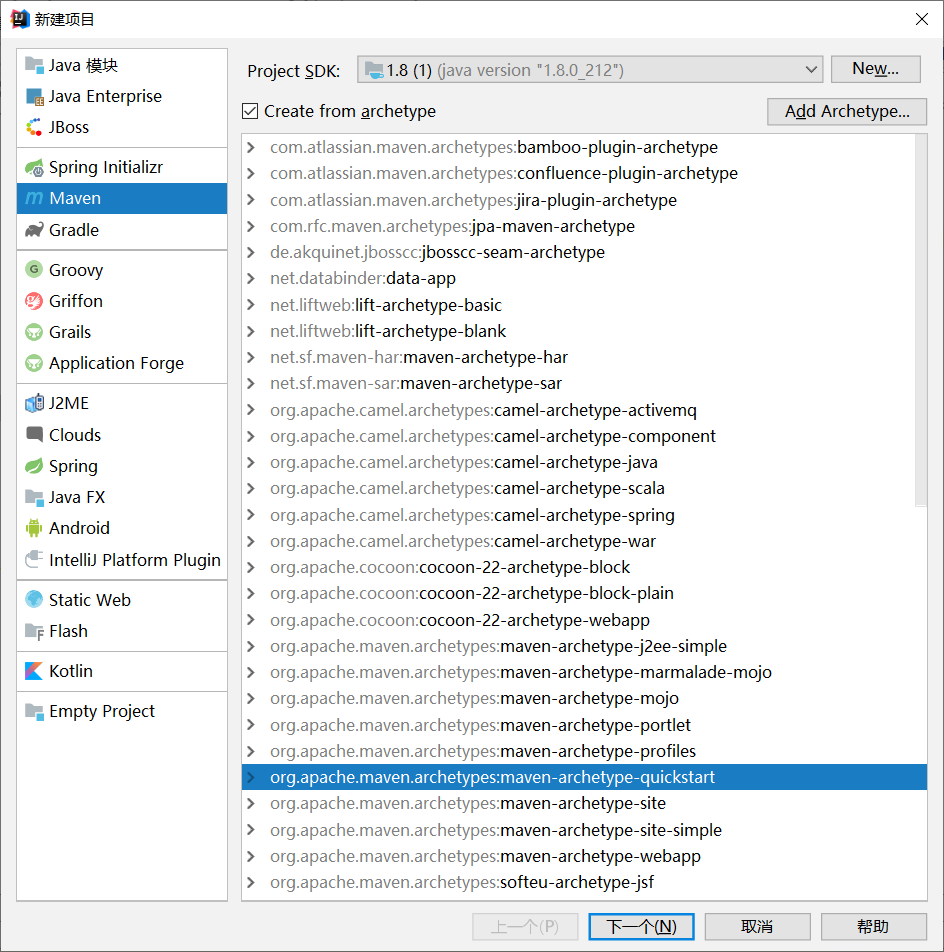 新建项目
Java 模块
Java Enterprise
JBoss
Spring Initializr
Maven
Gradle
Groovy
Griffon
Grails
Application Forge
J2ME
Clouds
Spring
Java FX
Android
IntelliJ Platform Plugin
Static Web
Flash
Kotlin
Empty Project
Project SDK: 1.8 (1) (java version "1.8.0_212") New...
Create from archetype Add Archetype...
com.atlassian.maven.archetypes:bamboo-plugin-archetype
com.atlassian.maven.archetypes:confluence-plugin-archetype
com.atlassian.maven.archetypes:jira-plugin-archetype
com.rfc.maven.archetypes:jpa-maven-archetype
de.akquinet.jbosscc:jbosscc-seam-archetype
net.databinder:data-app
net.liftweb:lift-archetype-basic
net.liftweb:lift-archetype-blank
net.sf.maven-har:maven-archetype-har
net.sf.maven-sar:maven-archetype-sar
org.apache.camel.archetypes:camel-archetype-activemq
org.apache.camel.archetypes:camel-archetype-component
org.apache.camel.archetypes:camel-archetype-java
org.apache.camel.archetypes:camel-archetype-scala
org.apache.camel.archetypes:camel-archetype-spring
org.apache.camel.archetypes:camel-archetype-war
org.apache.cocoon:cocoon-22-archetype-block
org.apache.cocoon:cocoon-22-archetype-block-plain
org.apache.cocoon:cocoon-22-archetype-webapp
org.apache.maven.archetypes:maven-archetype-j2ee-simple
org.apache.maven.archetypes:maven-archetype-marmalade-mojo
org.apache.maven.archetypes:maven-archetype-mojo
org.apache.maven.archetypes:maven-archetype-portlet
org.apache.maven.archetypes:maven-archetype-profiles
org.apache.maven.archetypes:maven-archetype-quickstart
org.apache.maven.archetypes:maven-archetype-site
org.apache.maven.archetypes:maven-archetype-site-simple
org.apache.maven.archetypes:maven-archetype-webapp
org.apache.maven.archetypes:softeu-archetype-jsf
上一个(P) 下一个(N) 取消 帮助